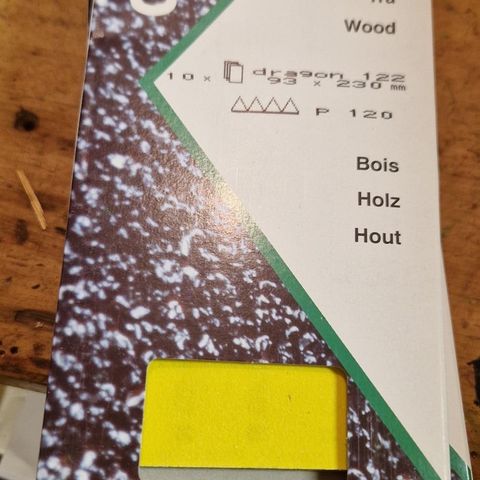 Wood
10 x dragon 122
93 x 230 mm
P 120
Bois
Holz
Hout